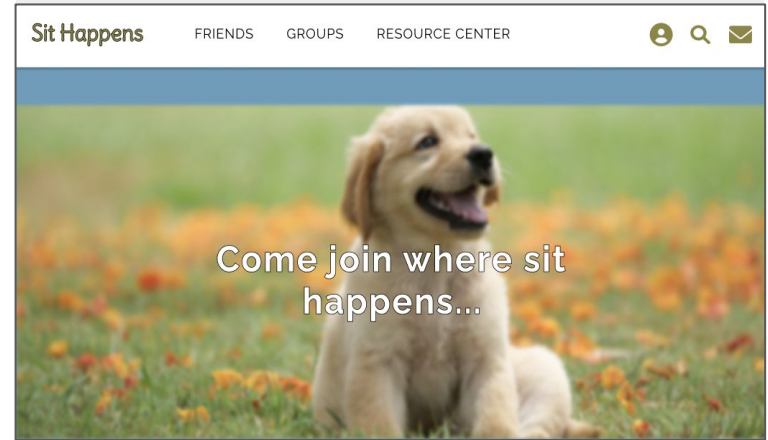 Sit Happens
FRIENDS GROUPS RESOURCE CENTER
Come join where sit
happens...